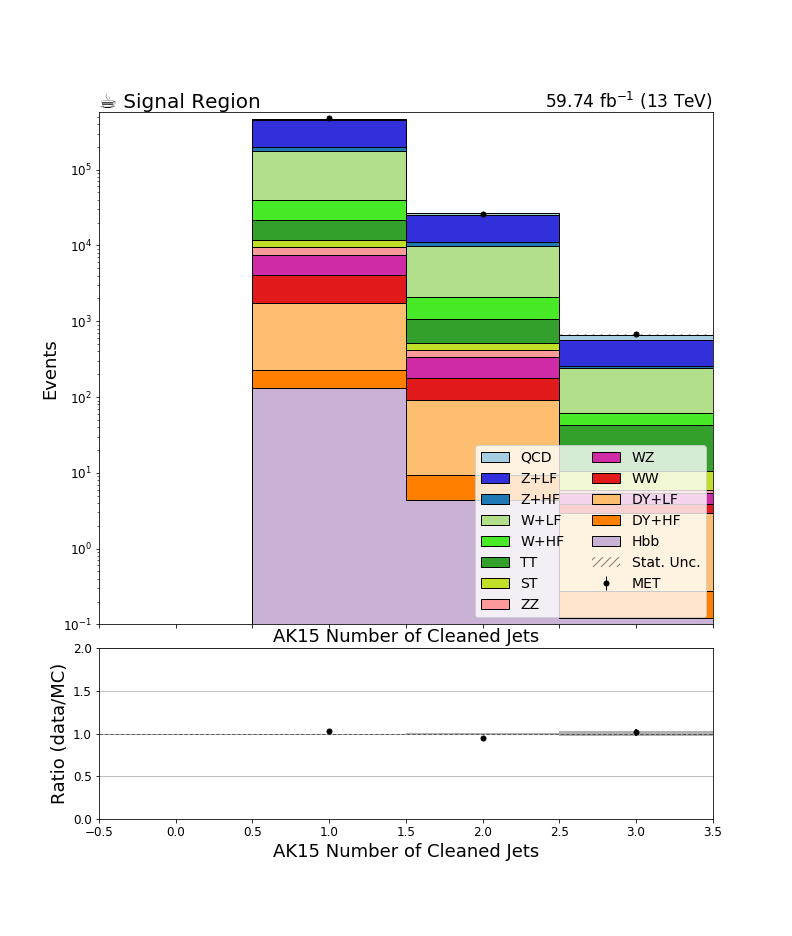 ☕ Signal Region
59.74 fb⁻¹ (13 TeV)
Events
10⁵
10⁴
10³
10²
10¹
10⁰
10⁻¹
QCD
Z+LF
Z+HF
W+LF
W+HF
TT
ST
ZZ
WZ
WW
DY+LF
DY+HF
Hbb
Stat. Unc.
MET
AK15 Number of Cleaned Jets
Ratio (data/MC)
2.0
1.5
1.0
0.5
0.0
−0.5 0.0 0.5 1.0 1.5 2.0 2.5 3.0 3.5
AK15 Number of Cleaned Jets